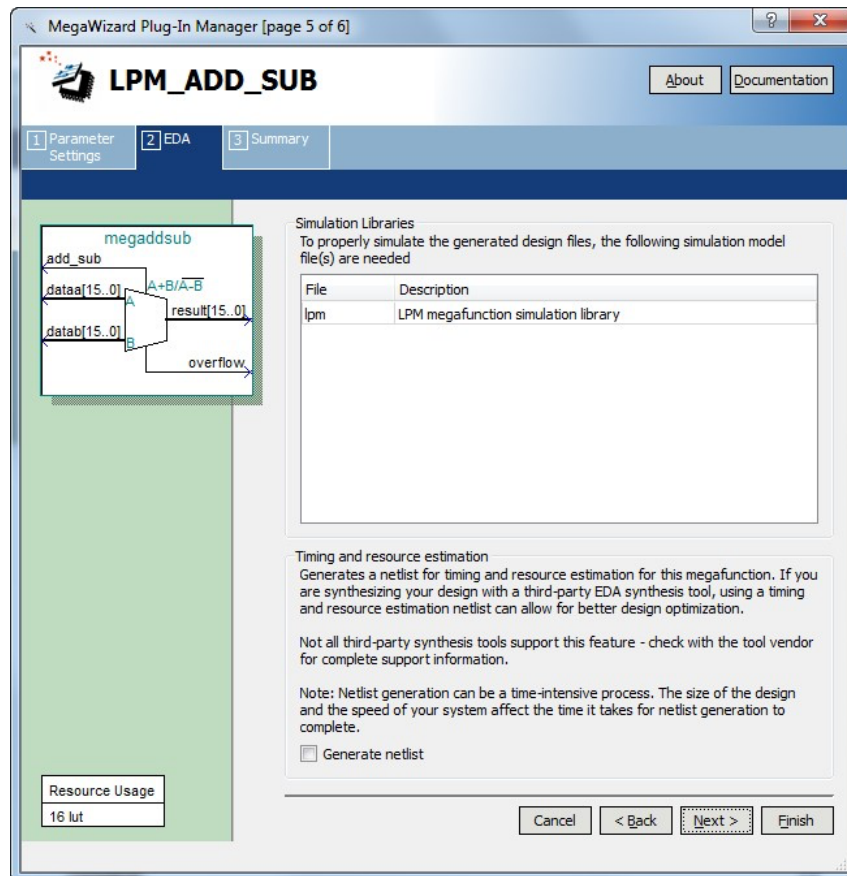 MegaWizard Plug-In Manager [page 5 of 6]
?
X
LPM_ADD_SUB
About
Documentation
1 Parameter
Settings
2 EDA
3 Summary
megaddsub
add_sub
A+B/A-B
dataa[15..0]
A
result[15..0]
datab[15..0]
B
overflow
Simulation Libraries
To properly simulate the generated design files, the following simulation model
file(s) are needed
File Description
lpm LPM megafunction simulation library
Timing and resource estimation
Generates a netlist for timing and resource estimation for this megafunction. If you
are synthesizing your design with a third-party EDA synthesis tool, using a timing
and resource estimation netlist can allow for better design optimization.
Not all third-party synthesis tools support this feature - check with the tool vendor
for complete support information.
Note: Netlist generation can be a time-intensive process. The size of the design
and the speed of your system affect the time it takes for netlist generation to
complete.
Generate netlist
Resource Usage
16 lut
Cancel
< Back
Next >
Finish